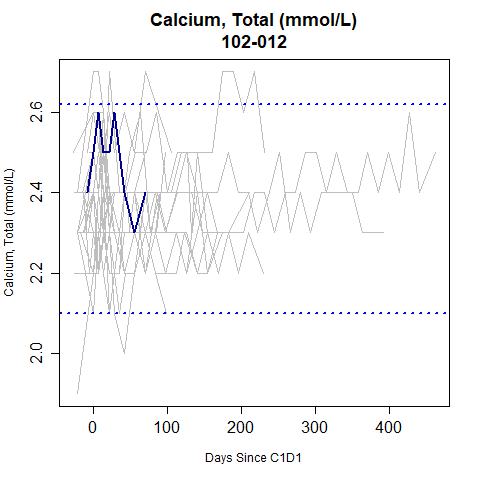 Calcium, Total (mmol/L)
102-012
Calcium, Total (mmol/L)
2.6
2.4
2.2
2.0
0 100 200 300 400
Days Since C1D1